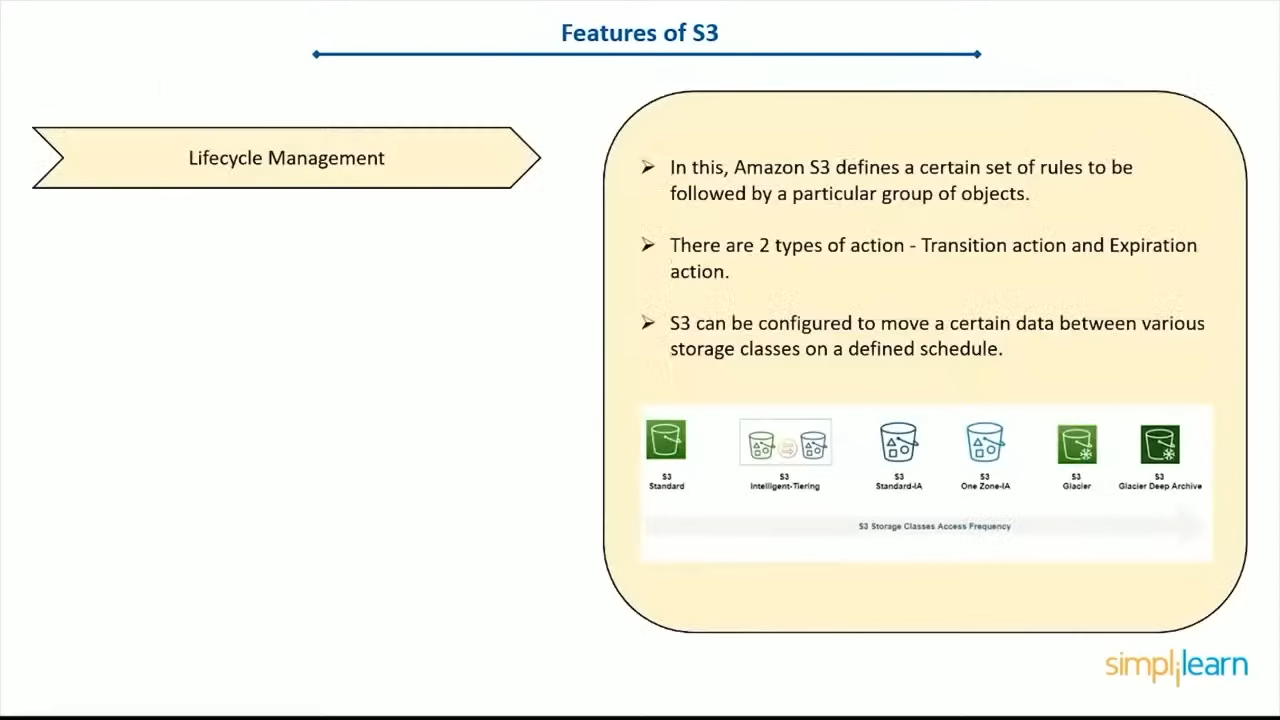 Features of S3
Lifecycle Management
➢ In this, Amazon S3 defines a certain set of rules to be
followed by a particular group of objects.
➢ There are 2 types of action - Transition action and Expiration
action.
➢ S3 can be configured to move a certain data between various
storage classes on a defined schedule.
S3
Standard
S3
Intelligent-Tiering
S3
Standard-IA
S3
One Zone-IA
S3
Glacier
S3
Glacier Deep Archive
S3 Storage Classes Access Frequency
simplilearn